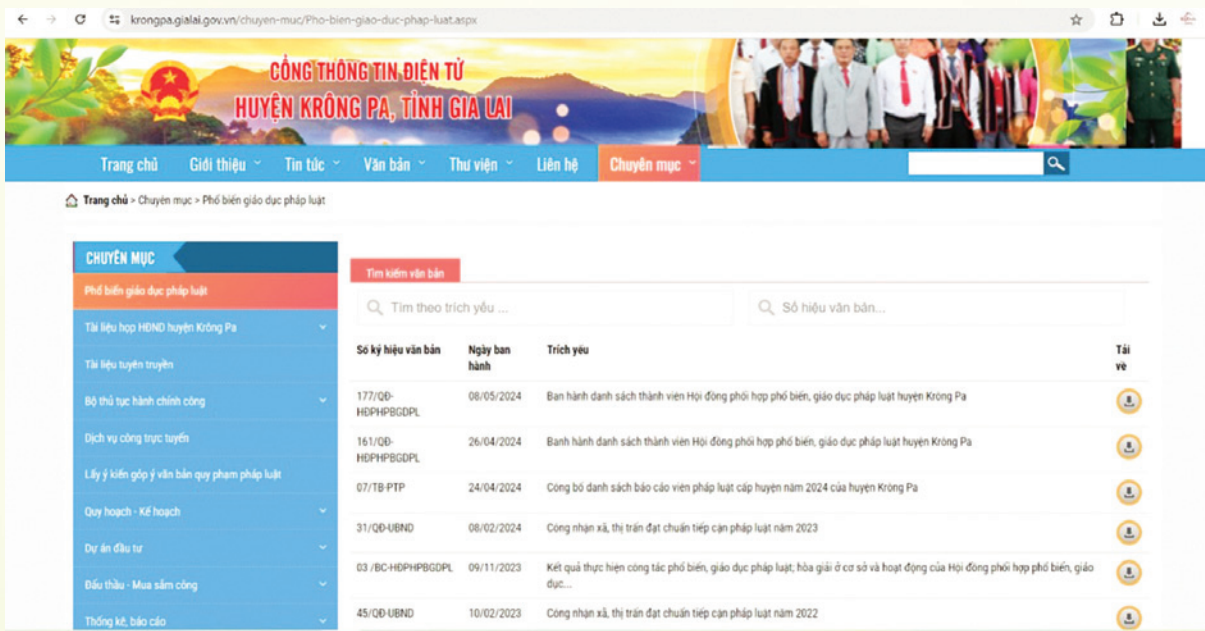 krongpa.gialai.gov.vn/chuyen-muc/Pho-bien-giao-duc-phap-luat.aspx
CỔNG THÔNG TIN ĐIỆN TỬ
HUYỆN KRÔNG PA, TỈNH GIA LAI
Trang chủ Giới thiệu Tin tức Văn bản Thư viện Liên hệ Chuyên mục
Trang chủ > Chuyên mục > Phổ biến giáo dục pháp luật
CHUYÊN MỤC
Phổ biến giáo dục pháp luật
Tài liệu họp HĐND huyện Krông Pa
Tài liệu tuyên truyền
Bộ thủ tục hành chính công
Dịch vụ công trực tuyến
Lấy ý kiến góp ý văn bản quy phạm pháp luật
Quy hoạch - Kế hoạch
Dự án đầu tư
Đấu thầu - Mua sắm công
Thống kê, báo cáo
Tìm kiếm văn bản
Tìm theo trích yếu ... Số hiệu văn bản...
Số ký hiệu văn bản Ngày ban Trích yếu Tải
hành về
177/QĐ- 08/05/2024 Ban hành danh sách thành viên Hội đồng phối hợp phổ biến, giáo dục pháp luật huyện Krông Pa
HĐPHPBGDPL
161/QĐ- 26/04/2024 Banh hành danh sách thành viên Hội đồng phối hợp phổ biến, giáo dục pháp luật huyện Krông Pa
HĐPHPBGDPL
07/TB-PTP 24/04/2024 Công bố danh sách báo cáo viên pháp luật cấp huyện năm 2024 của huyện Krông Pa
31/QĐ-UBND 08/02/2024 Công nhận xã, thị trấn đạt chuẩn tiếp cận pháp luật năm 2023
03 /BC-HĐPHPBGDPL 09/11/2023 Kết quả thực hiện công tác phổ biến, giáo dục pháp luật; hòa giải ở cơ sở và hoạt động của Hội đồng phối hợp phổ biến, giáo
dục...
45/QĐ-UBND 10/02/2023 Công nhận xã, thị trấn đạt chuẩn tiếp cận pháp luật năm 2022